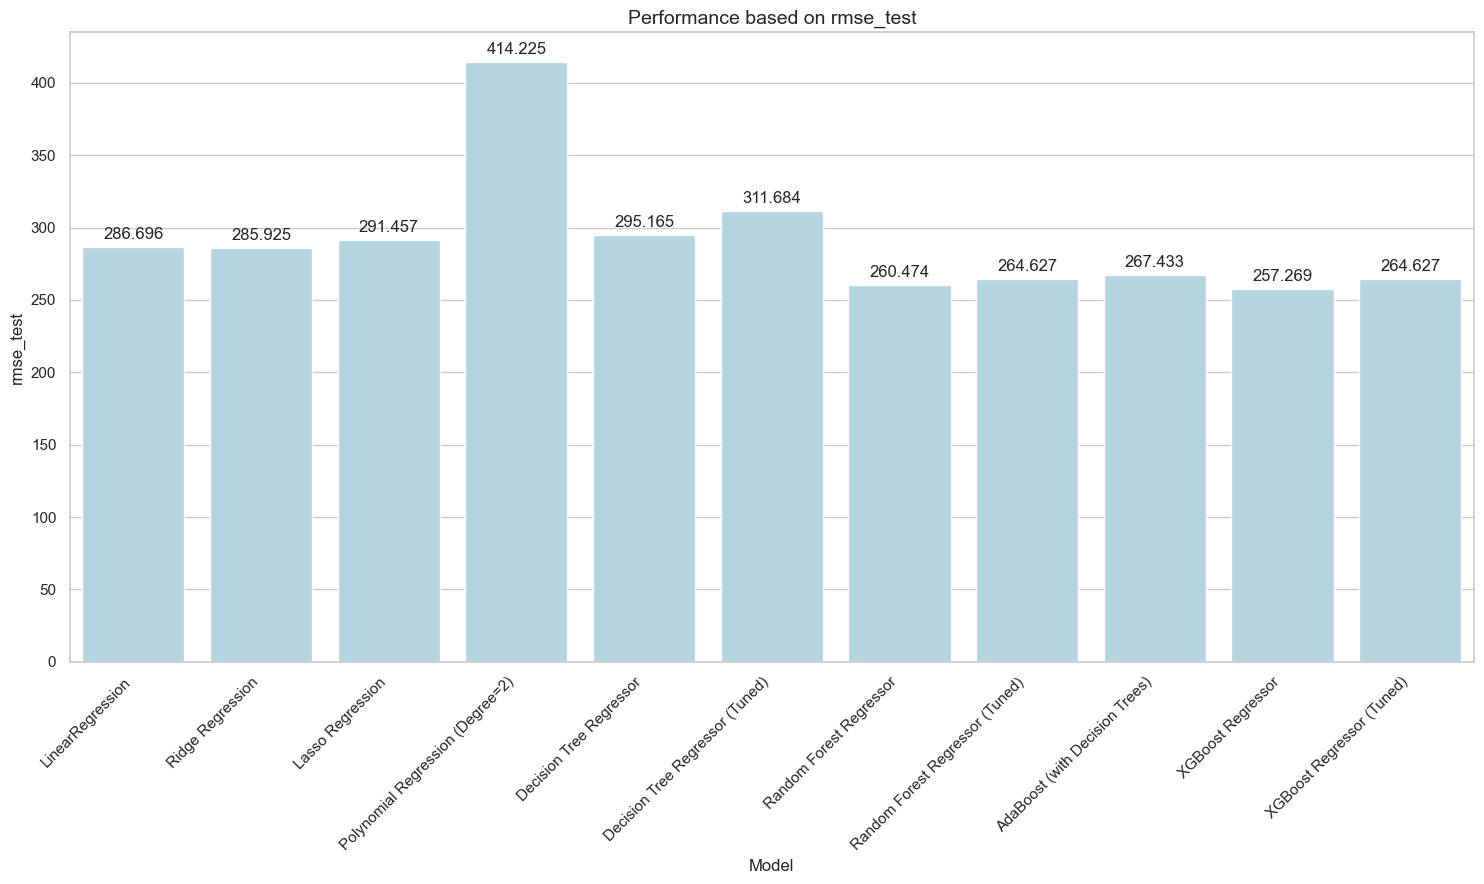 Performance based on rmse_test
rmse_test
400
350
300
250
200
150
100
50
0
286.696
285.925
291.457
414.225
295.165
311.684
260.474
264.627
267.433
257.269
264.627
LinearRegression
Ridge Regression
Lasso Regression
Polynomial Regression (Degree=2)
Decision Tree Regressor
Decision Tree Regressor (Tuned)
Random Forest Regressor
Random Forest Regressor (Tuned)
AdaBoost (with Decision Trees)
XGBoost Regressor
XGBoost Regressor (Tuned)
Model